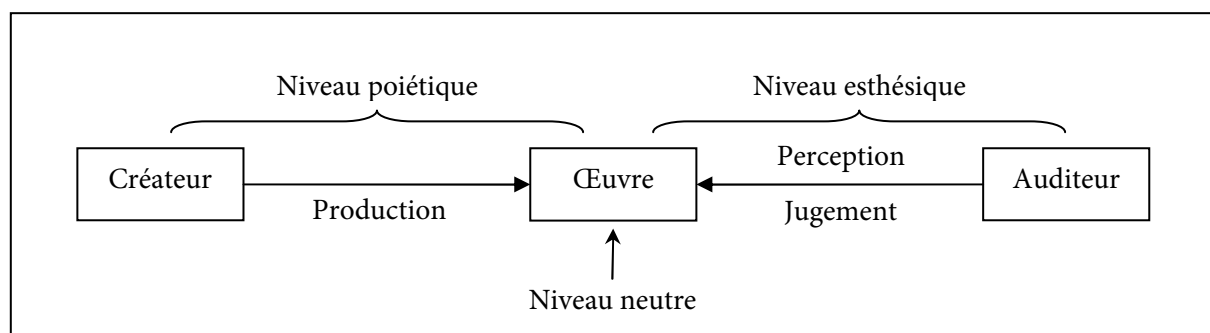 Niveau poiétique
Niveau esthésique
Créateur
Production
Œuvre
Perception
Jugement
Auditeur
Niveau neutre